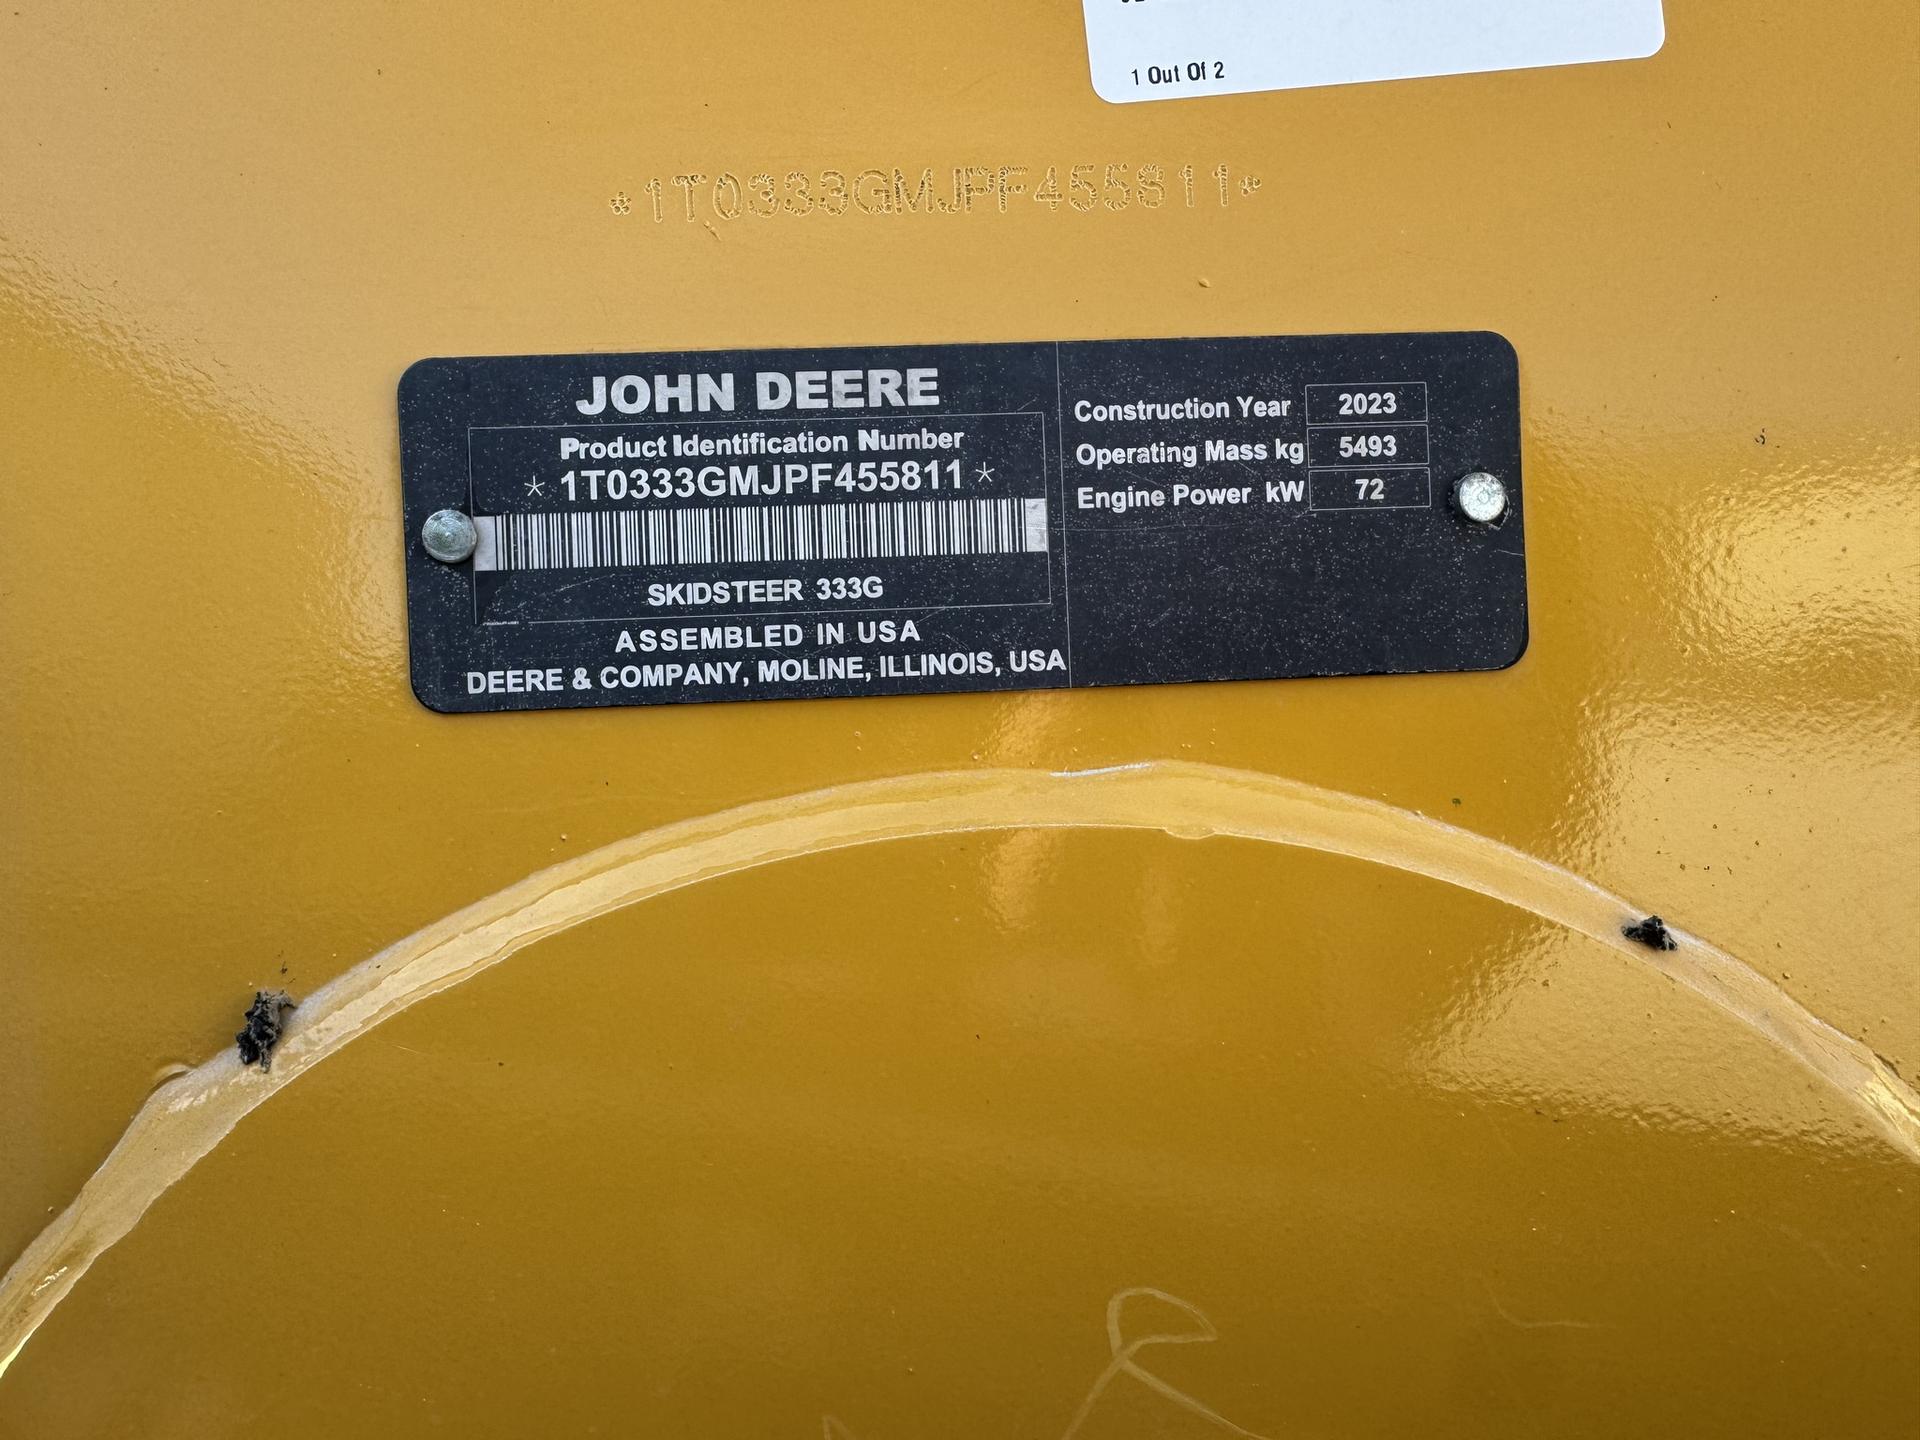 1 Out Of 2
*1T0333GMJPF455811*
JOHN DEERE
Product Identification Number
* 1T0333GMJPF455811 *
SKIDSTEER 333G
ASSEMBLED IN USA
DEERE & COMPANY, MOLINE, ILLINOIS, USA
Construction Year 2023
Operating Mass kg 5493
Engine Power kW 72